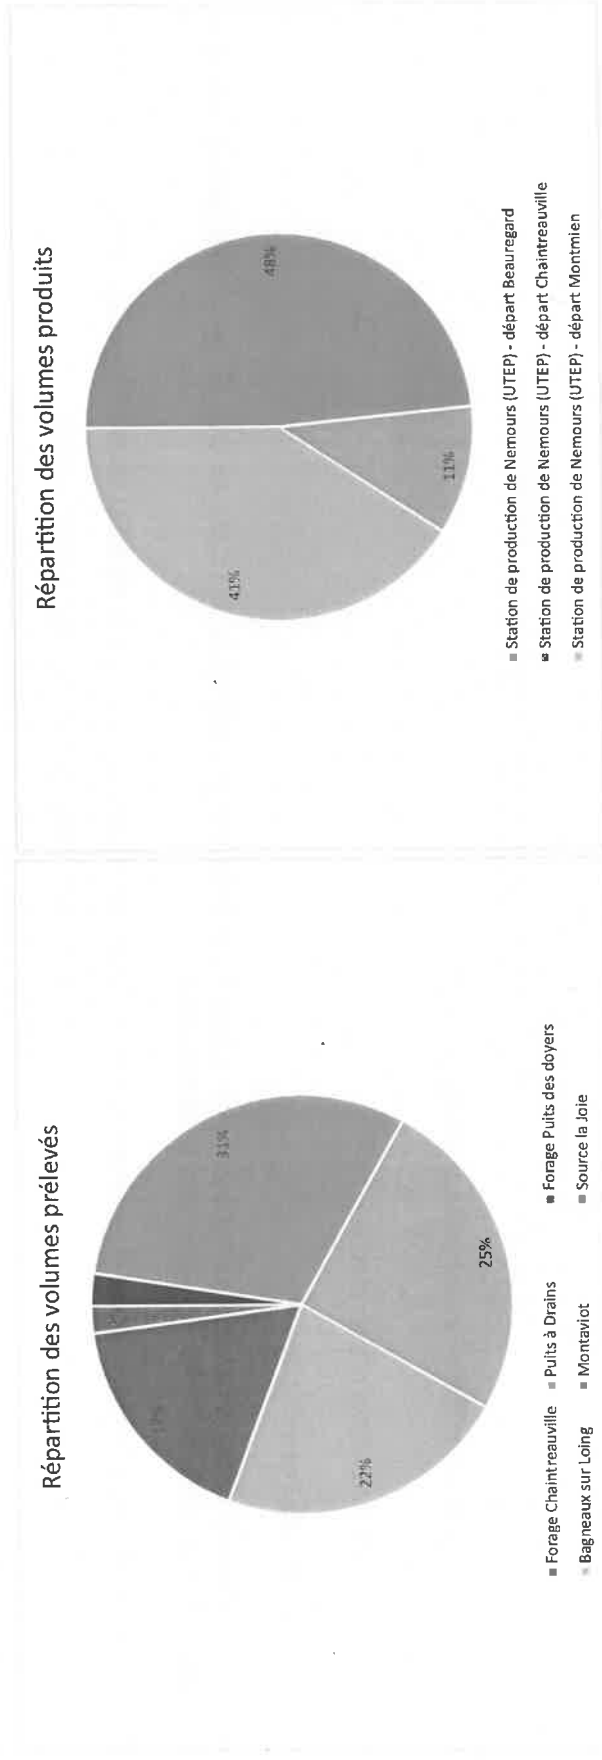 Répartition des volumes prélevés
31%
25%
22%
■ Forage Chaintreauville ■ Puits à Drains ■ Forage Puits des doyers
■ Bagneaux sur Loing ■ Montaviot ■ Source la Joie
Répartition des volumes produits
48%
11%
41%
■ Station de production de Nemours (UTEP) - départ Beauregard
■ Station de production de Nemours (UTEP) - départ Chaintreauville
■ Station de production de Nemours (UTEP) - départ Montmien